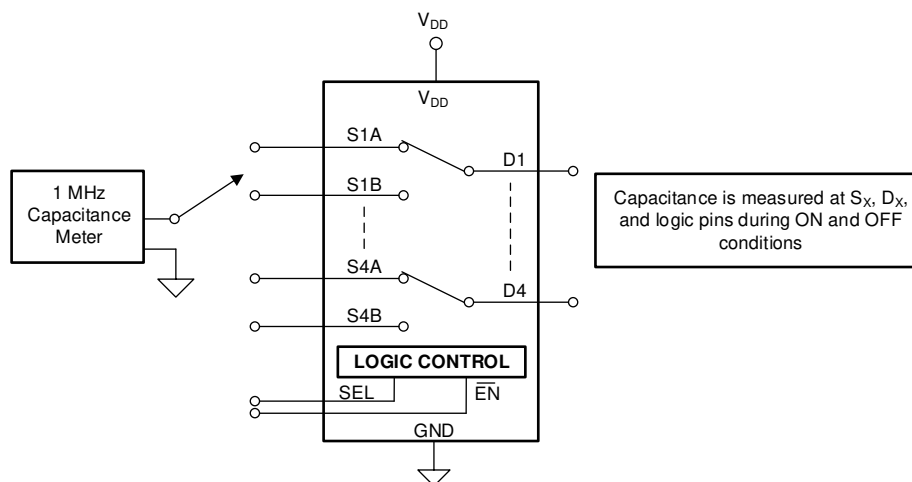 VDD
VDD
S1A
D1
S1B
1 MHz
Capacitance
Meter
Capacitance is measured at SX, DX,
and logic pins during ON and OFF
conditions
S4A
D4
S4B
LOGIC CONTROL
SEL
EN
GND